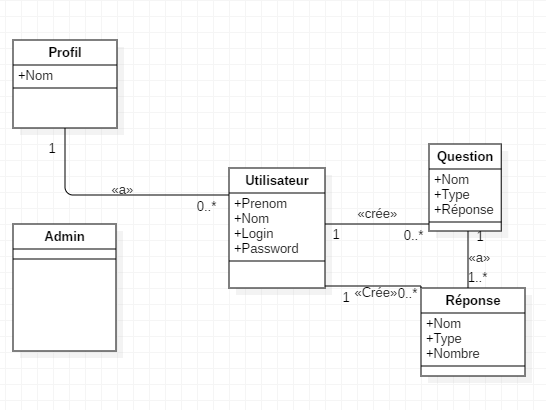 Profil
+Nom
1
«a»
0..*
Admin
Utilisateur
+Prenom
+Nom
+Login
+Password
«crée»
1
0..*
Question
+Nom
+Type
+Réponse
1
«a»
1..*
1
«Crée»
0..*
Réponse
+Nom
+Type
+Nombre